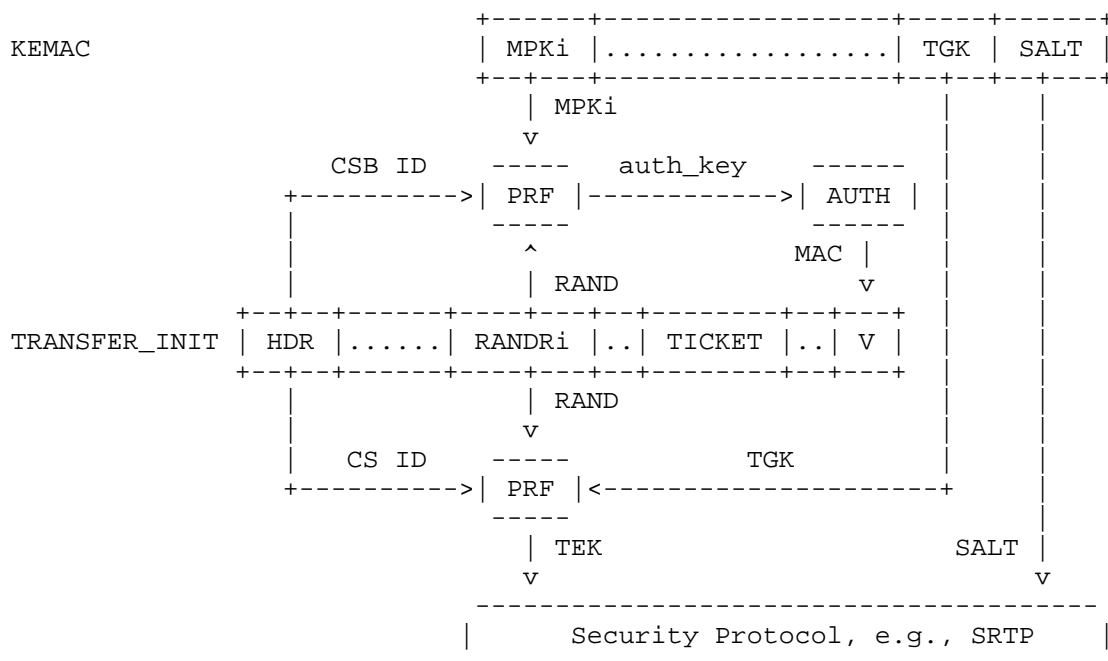 +------+------------------+-----+------+
KEMAC                         | MPKi |..................| TGK | SALT |
                              +--+---+------------------+--+--+--+---+
                                 | MPKi                    |     |
                                 v                         |     |
                    CSB ID     -----   auth_key     ------ |     |
                 +----------->| PRF |------------->| AUTH ||     |
                 |             -----                ------ |     |
                 |               ^                 MAC |   |     |
                 |               | RAND                v   |     |
              +--+--+------+----+---+--+--------+--+---+   |     |
TRANSFER_INIT | HDR |......| RANDRi |..| TICKET |..| V |   |     |
              +--+--+------+----+---+--+--------+--+---+   |     |
                 |               | RAND                    |     |
                 |               v                         |     |
                 |   CS ID     -----            TGK        |     |
                 +----------->| PRF |<---------------------+     |
                               -----                             |
                                 | TEK                      SALT |
                                 v                               v
                              ---------------------------------------
                             |      Security Protocol, e.g., SRTP      |